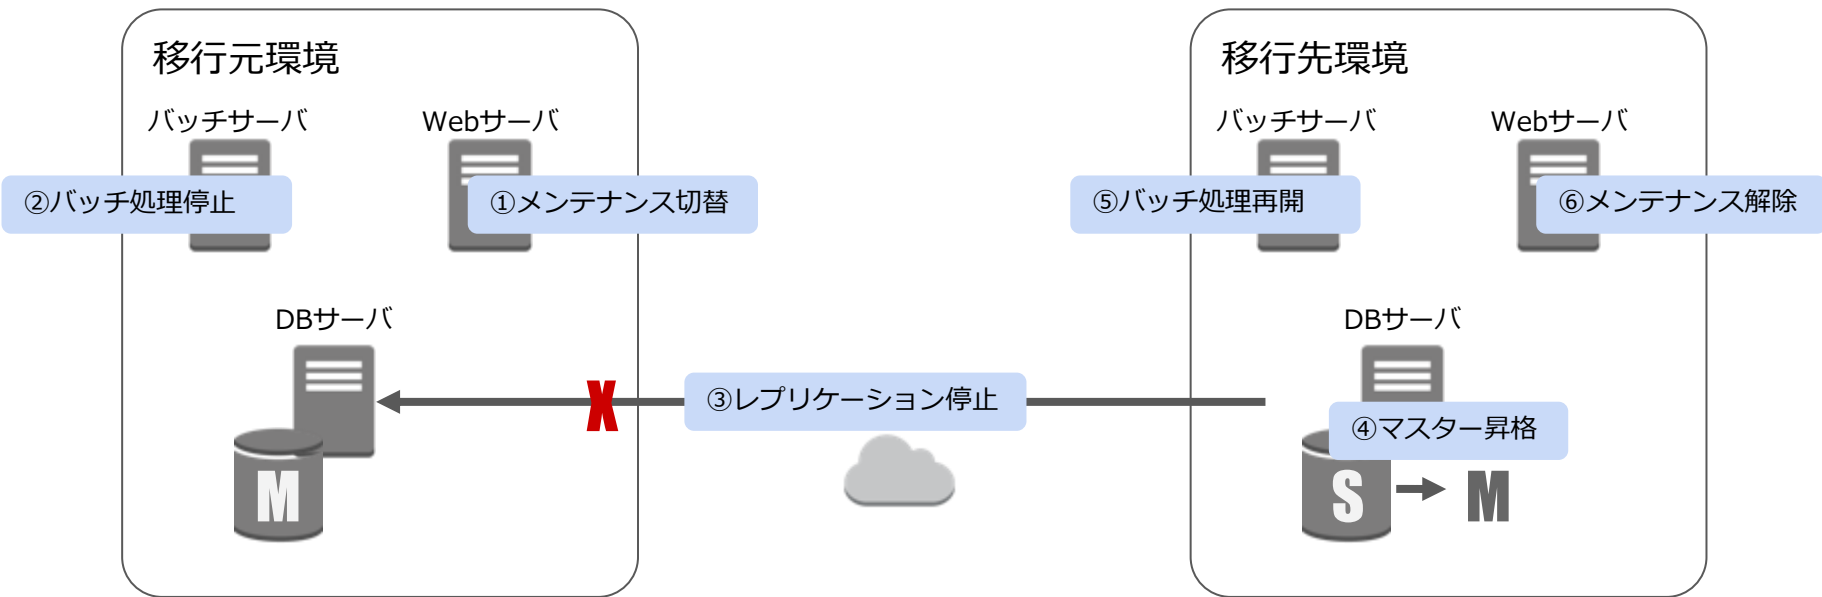 移行元環境
バッチサーバ
Webサーバ
②バッチ処理停止
①メンテナンス切替
DBサーバ
M
X
③レプリケーション停止
移行先環境
バッチサーバ
Webサーバ
⑤バッチ処理再開
⑥メンテナンス解除
DBサーバ
④マスター昇格
S
M